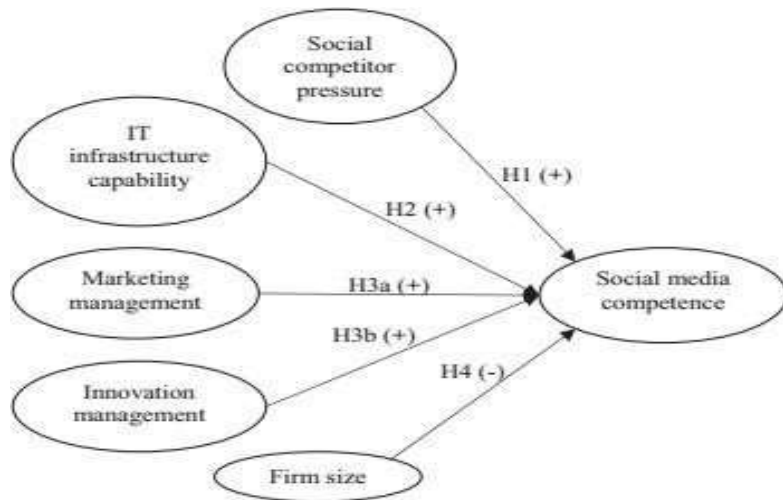 Social
competitor
pressure
IT
infrastructure
capability
H1 (+)
H2 (+)
Marketing
management
H3a (+)
Social media
competence
H3b (+)
Innovation
management
H4 (-)
Firm size